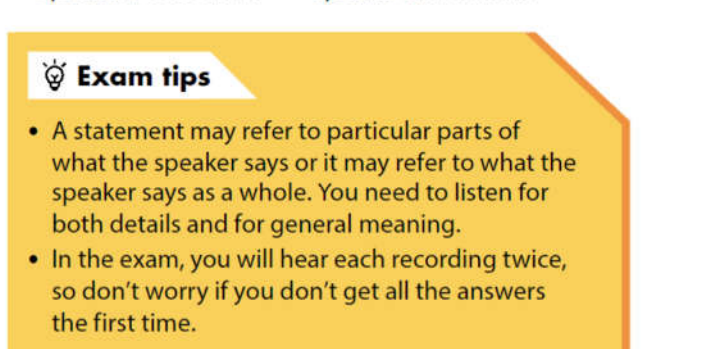 Exam tips
• A statement may refer to particular parts of
what the speaker says or it may refer to what the
speaker says as a whole. You need to listen for
both details and for general meaning.
• In the exam, you will hear each recording twice,
so don't worry if you don't get all the answers
the first time.